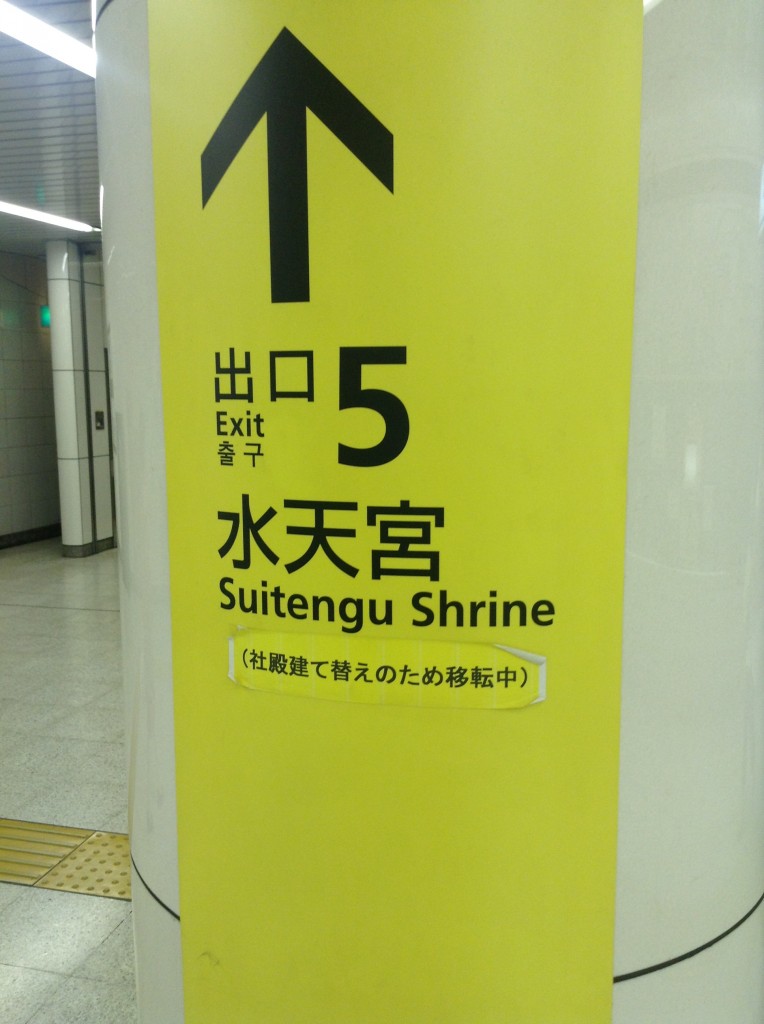 出口 5
Exit
출구
水天宮
Suitengu Shrine
(社殿建て替えのため移転中)